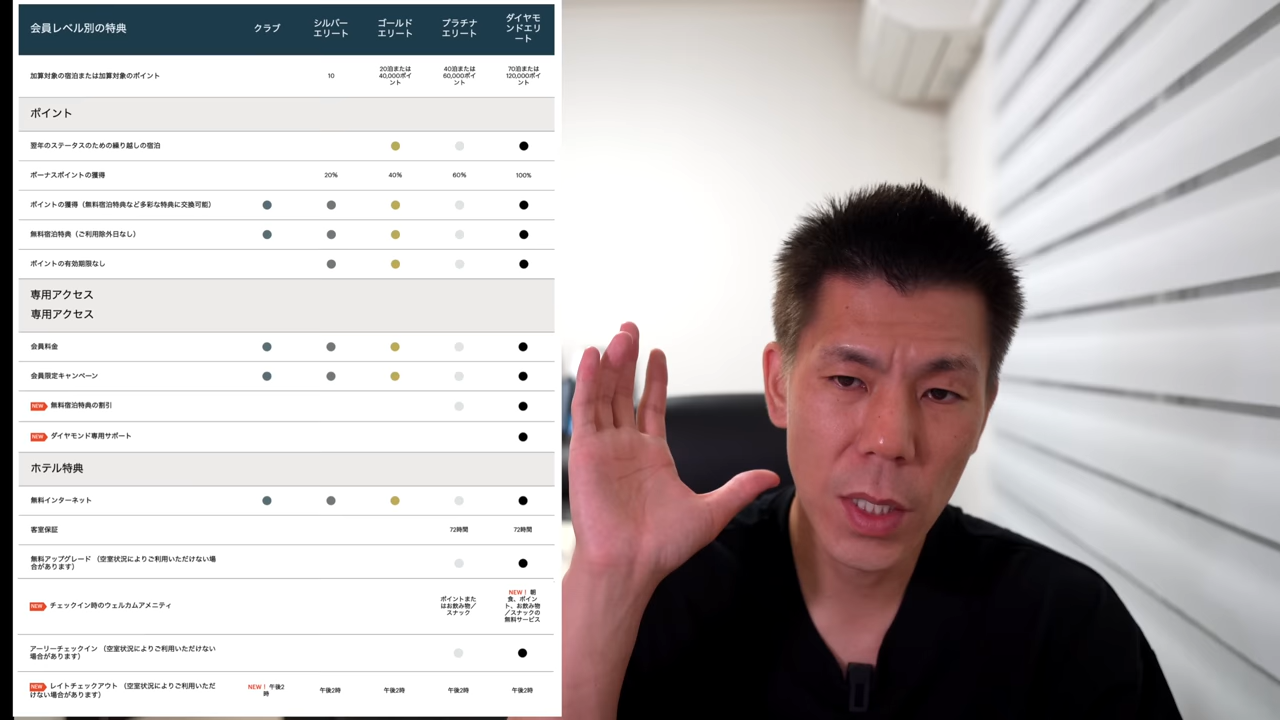 会員レベル別の特典 クラブ シルバー エリート ゴールド エリート プラチナ エリート ダイヤモ ンドエリ ート
加算対象の宿泊または加算対象のポイント 10 20泊または 40,000ポイ ント 40泊または 60,000ポイ ント 70泊または 120,000ポイ ント
ポイント
翌年のステータスのための繰り越しの宿泊
ボーナスポイントの獲得 20% 40% 60% 100%
ポイントの獲得（無料宿泊特典など多彩な特典に交換可能）
無料宿泊特典（ご利用除外日なし）
ポイントの有効期限なし
専用アクセス
専用アクセス
会員料金
会員限定キャンペーン
NEW 無料宿泊特典の割引
NEW ダイヤモンド専用サポート
ホテル特典
無料インターネット
客室保証 72時間 72時間
無料アップグレード （空室状況によりご利用いただけない場
合があります）
NEW チェックイン時のウェルカムアメニティ ポイントまた はお飲み物／ スナック NEW！ 朝 食、ポイン ト、お飲み物 ／スナックの 無料サービス
アーリーチェックイン （空室状況によりご利用いただけない
場合があります）
NEW レイトチェックアウト （空室状況によりご利用いただ
けない場合があります） NEW！ 午後2 時 午後2時 午後2時 午後2時 午後2時